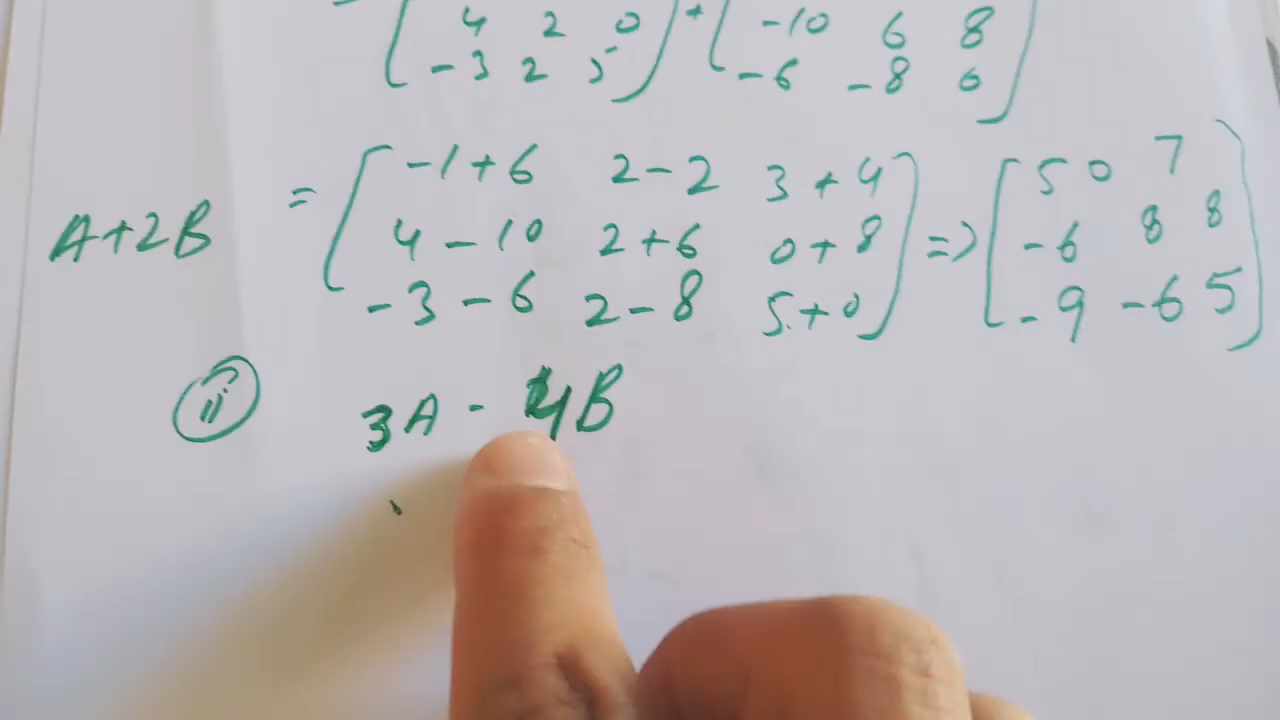 = [ 4 2 0 ] + [ -10 6 8 ]
-3 2 5 -6 -8 0
A+2B = [ -1+6 2-2 3+4 ] => [ 5 0 7 ]
4-10 2+6 0+8 -6 8 8
-3-6 2-8 5+0 -9 -6 5
ii 3A - 4B